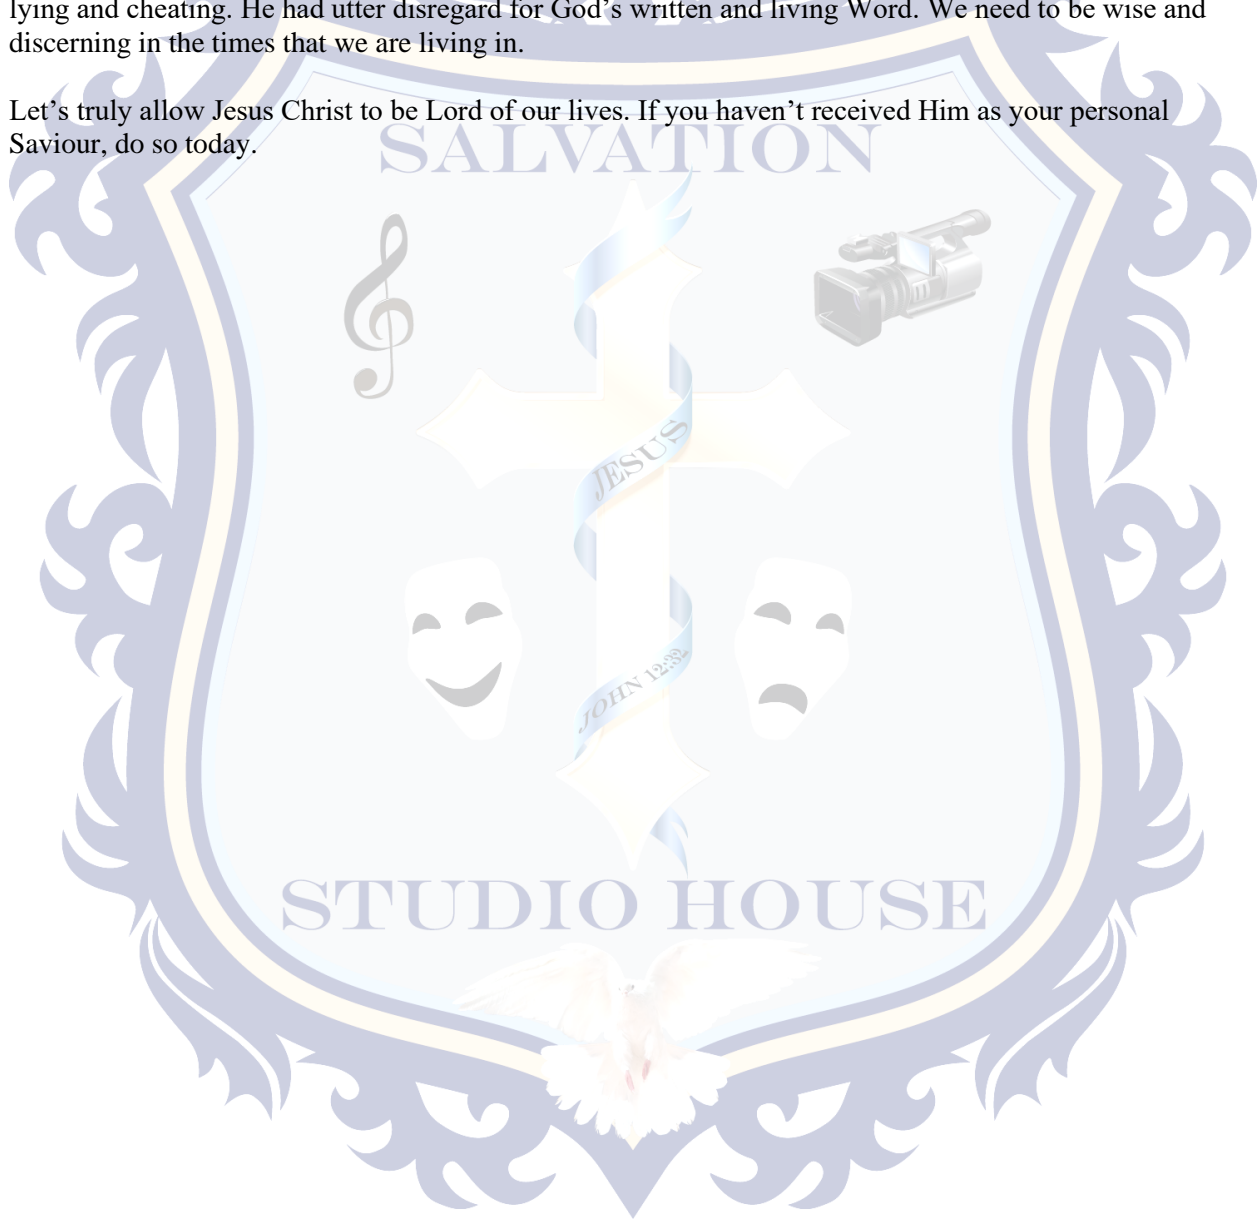 lying and cheating. He had utter disregard for God's written and living Word. We need to be wise and
discerning in the times that we are living in.
Let's truly allow Jesus Christ to be Lord of our lives. If you haven't received Him as your personal
Saviour, do so today.
SALVATION
JESUS
JOHN 12:32
STUDIO HOUSE